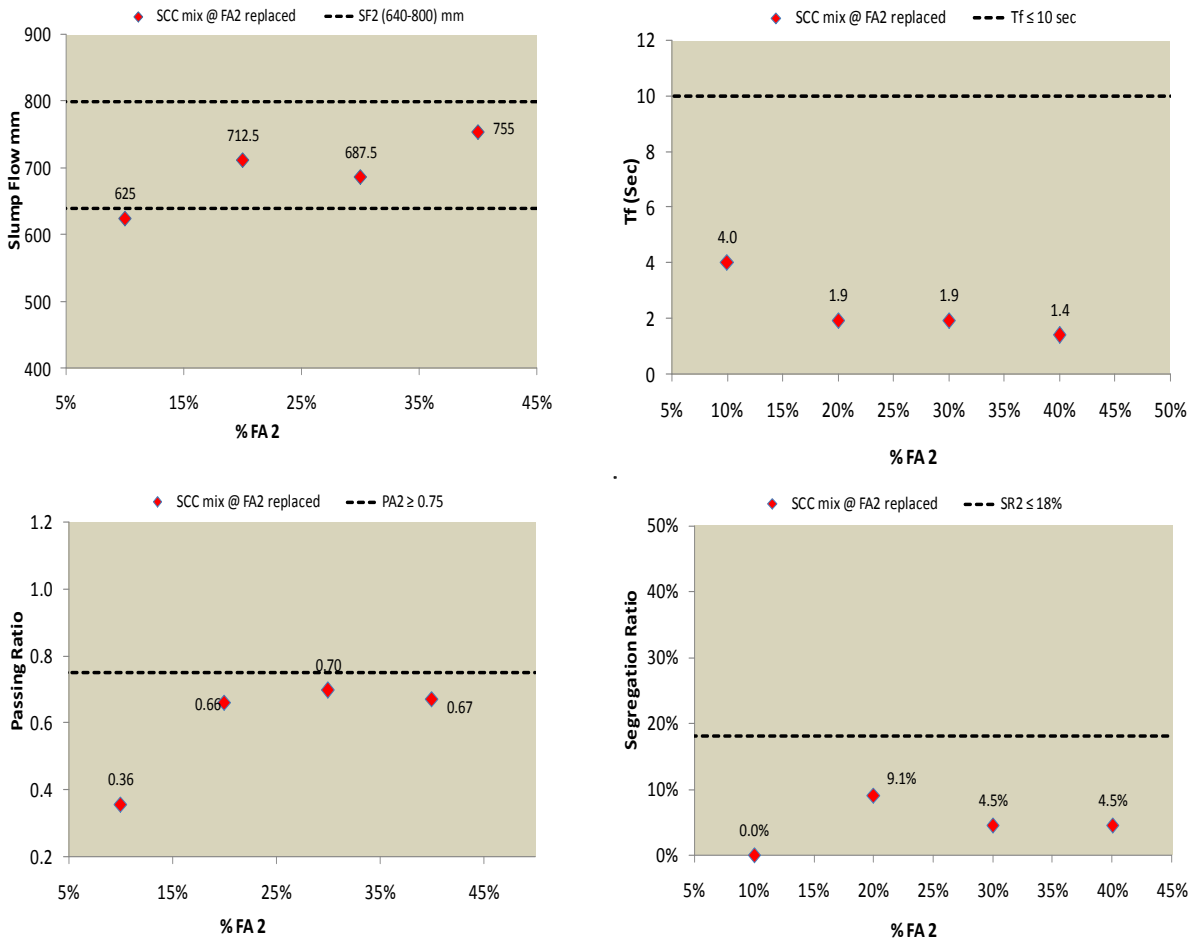 SCC mix @ FA2 replaced SF2 (640-800) mm
900
800
700
600
500
400
Slump Flow mm
625
712.5
687.5
755
5% 15% 25% 35% 45%
% FA 2
SCC mix @ FA2 replaced Tf ≤ 10 sec
12
10
8
6
4
2
0
Tf (Sec)
4.0
1.9
1.9
1.4
5% 10% 15% 20% 25% 30% 35% 40% 45% 50%
% FA 2
SCC mix @ FA2 replaced PA2 ≥ 0.75
1.2
1.0
0.8
0.6
0.4
0.2
Passing Ratio
0.36
0.66
0.70
0.67
5% 15% 25% 35% 45%
% FA 2
SCC mix @ FA2 replaced SR2 ≤ 18%
50%
40%
30%
20%
10%
0%
Segregation Ratio
0.0%
9.1%
4.5%
4.5%
5% 10% 15% 20% 25% 30% 35% 40% 45%
% FA 2